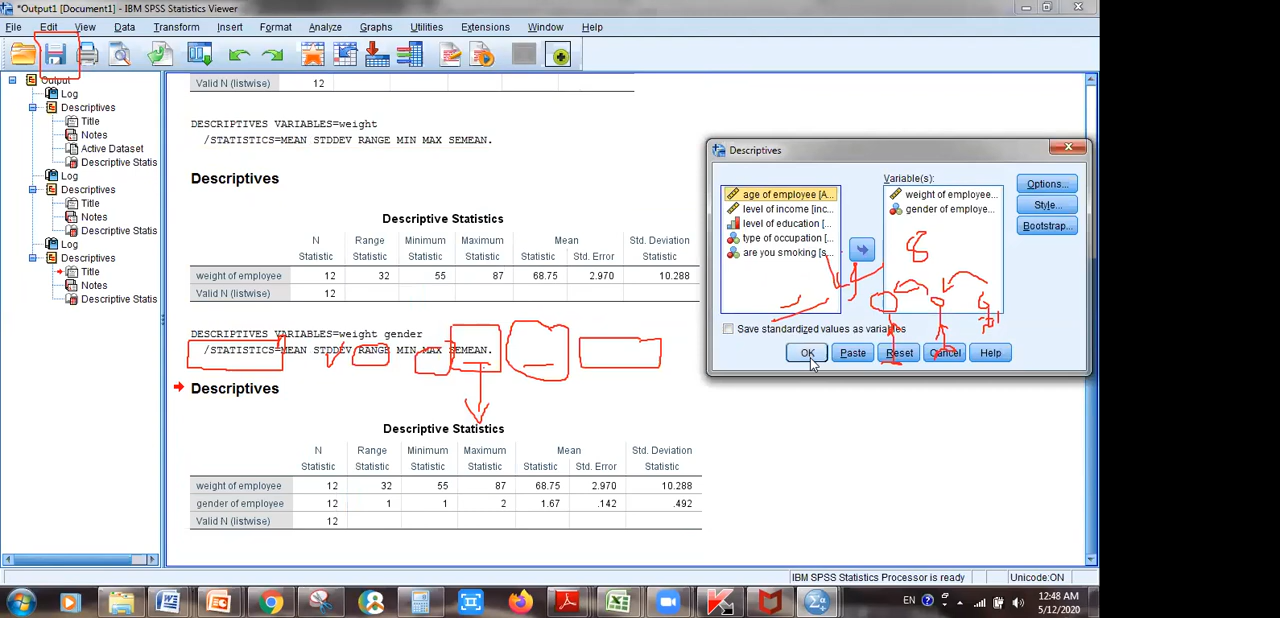 *Output1 [Document1] - IBM SPSS Statistics Viewer
File Edit View Data Transform Insert Format Analyze Graphs Utilities Extensions Window Help
Output
Log
Descriptives
Title
Notes
Active Dataset
Descriptive Statis
Log
Descriptives
Title
Notes
Descriptive Statis
Log
Descriptives
Title
Notes
Descriptive Statis
Valid N (listwise) 12
DESCRIPTIVES VARIABLES=weight
/STATISTICS=MEAN STDDEV RANGE MIN MAX SEMEAN.
Descriptives
Descriptive Statistics
N Range Minimum Maximum Mean Std. Deviation
Statistic Statistic Statistic Statistic Statistic Std. Error Statistic
weight of employee 12 32 55 87 68.75 2.970 10.288
Valid N (listwise) 12
DESCRIPTIVES VARIABLES=weight gender
/STATISTICS=MEAN STDDEV RANGE MIN MAX SEMEAN.
Descriptives
Descriptive Statistics
N Range Minimum Maximum Mean Std. Deviation
Statistic Statistic Statistic Statistic Statistic Std. Error Statistic
weight of employee 12 32 55 87 68.75 2.970 10.288
gender of employee 12 1 1 2 1.67 .142 .492
Valid N (listwise) 12
Descriptives
Variable(s):
age of employee [A...
level of income [inc...
level of education [...
type of occupation [...
are you smoking [s...
weight of employee...
gender of employe...
8
Options...
Style...
Bootstrap...
Save standardized values as variables
OK Paste Reset Cancel Help
IBM SPSS Statistics Processor is ready Unicode:ON
EN 12:48 AM
5/12/2020